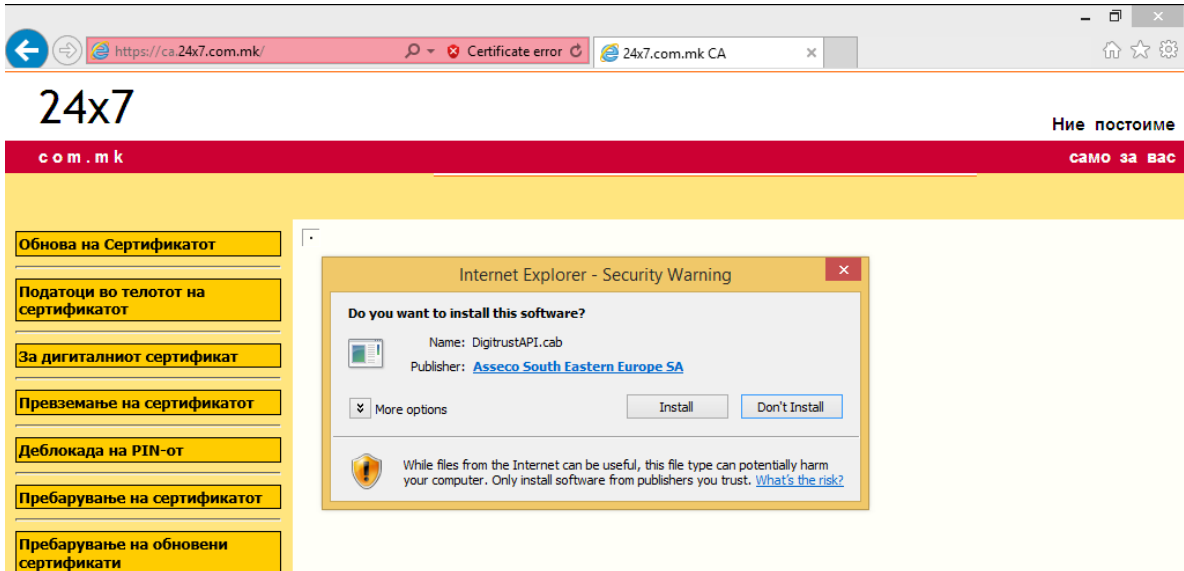 https://ca.24x7.com.mk/
Certificate error
24x7.com.mk CA
24x7
Ние постоиме
com.mk
само за вас
Обнова на Сертификатот
Податоци во телотот на
сертификатот
За дигиталниот сертификат
Превземање на сертификатот
Деблокада на PIN-от
Пребарување на сертификатот
Пребарување на обновени
сертификати
Internet Explorer - Security Warning
Do you want to install this software?
Name: DigitrustAPI.cab
Publisher: Asseco South Eastern Europe SA
More options
Install
Don't Install
While files from the Internet can be useful, this file type can potentially harm
your computer. Only install software from publishers you trust. What's the risk?